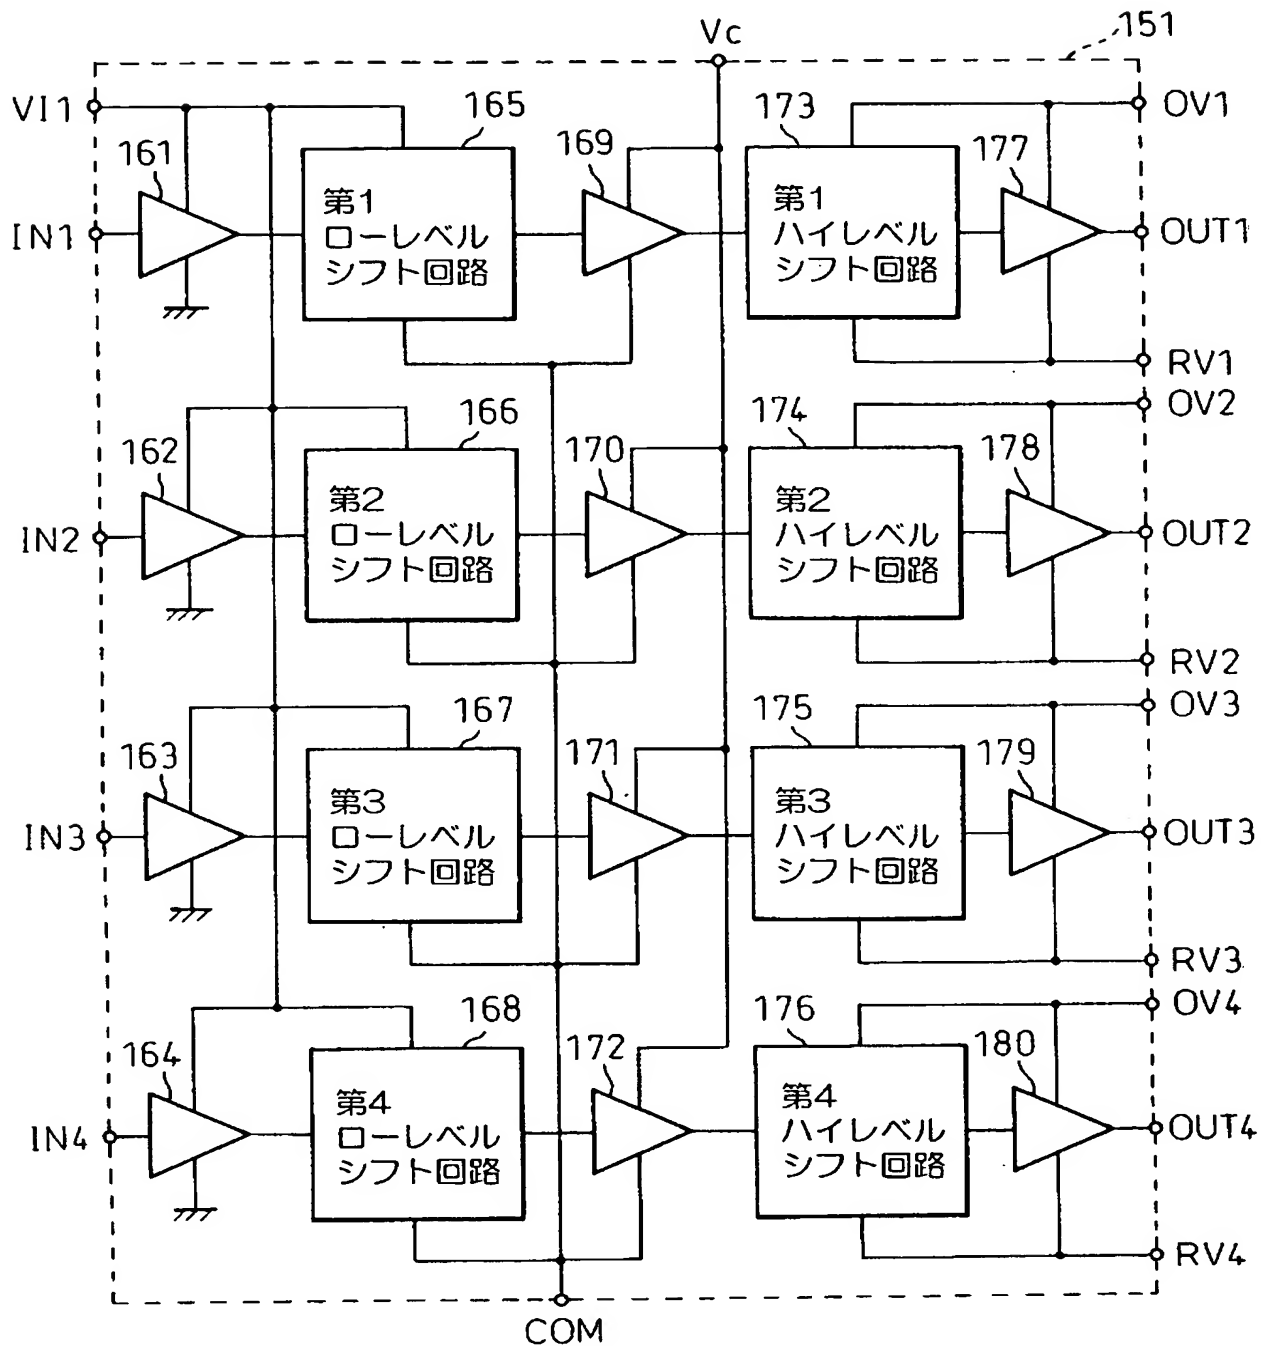 Vc
151
VI1
165
173
OV1
161
169
177
第1
ローレベル
シフト回路
第1
ハイレベル
シフト回路
IN1
OUT1
RV1
OV2
166
174
162
170
178
第2
ローレベル
シフト回路
第2
ハイレベル
シフト回路
IN2
OUT2
RV2
OV3
167
175
163
171
179
第3
ローレベル
シフト回路
第3
ハイレベル
シフト回路
IN3
OUT3
RV3
OV4
168
176
164
172
180
第4
ローレベル
シフト回路
第4
ハイレベル
シフト回路
IN4
OUT4
RV4
COM